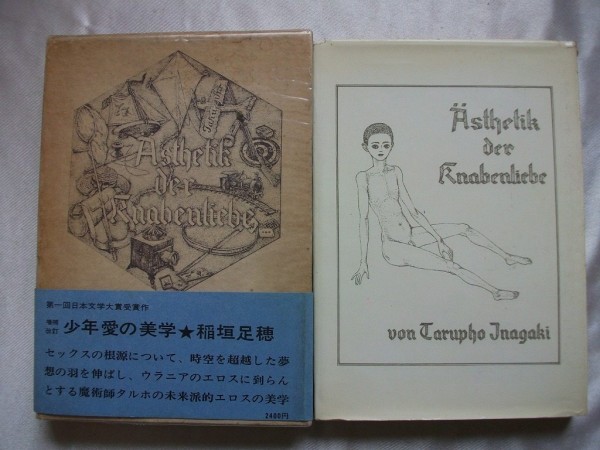 Ästhetik
der
Knabenliebe
第一回日本文学大賞受賞作
増補
改訂
少年愛の美学★稲垣足穂
セックスの根源について、時空を超越した夢
想の羽を伸ばし、ウラニアのエロスに到らん
とする魔術師タルホの未来派的エロスの美学
2400円
Ästhetik
der
Knabenliebe
von Tarupho Inagaki